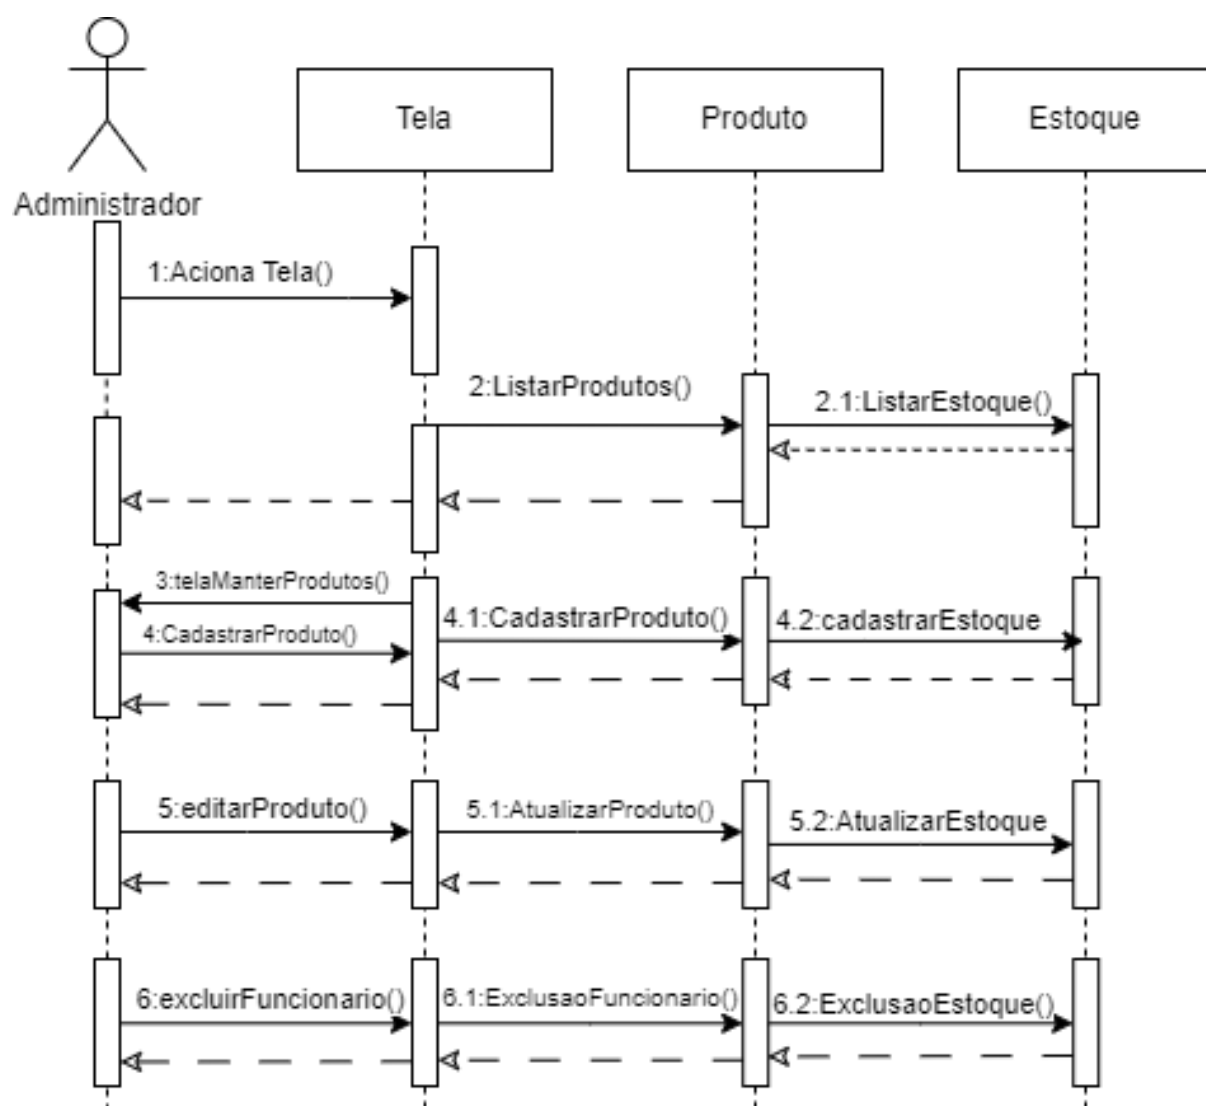 Tela
Produto
Estoque
Administrador
1:Aciona Tela()
2:ListarProdutos()
2.1:ListarEstoque()
3:telaManterProdutos()
4:CadastrarProduto()
4.1:CadastrarProduto()
4.2:cadastrarEstoque
5:editarProduto()
5.1:AtualizarProduto()
5.2:AtualizarEstoque
6:excluirFuncionario()
6.1:ExclusaoFuncionario()
6.2:ExclusaoEstoque()